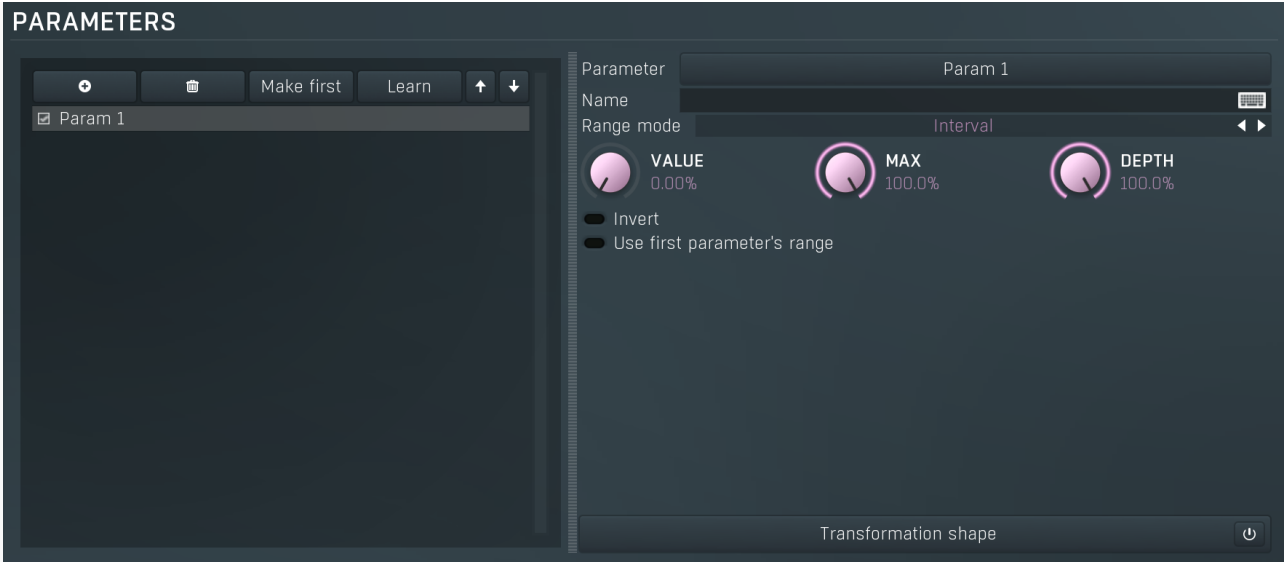 PARAMETERS
Make first Learn
Param 1
Parameter Param 1
Name
Range mode Interval
VALUE 0.00%
MAX 100.0%
DEPTH 100.0%
Invert
Use first parameter's range
Transformation shape